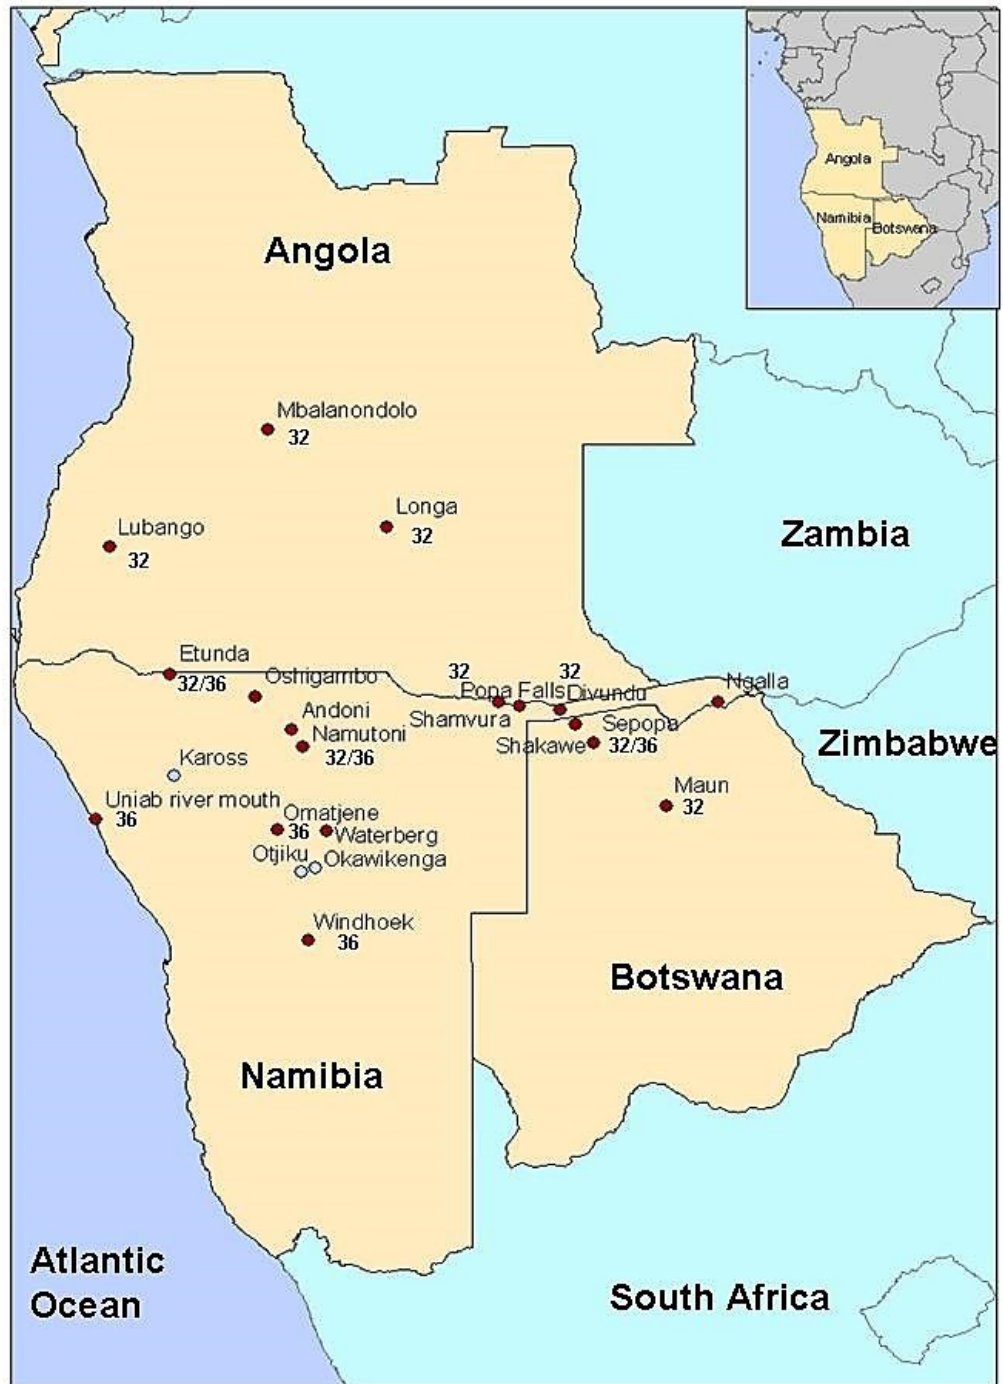 Angola
Namibia
Botswana
Angola
Mbalanondolo
32
Longa
32
Lubango
32
Zambia
Etunda
32/36
Oshigambo
32
32
Popa Falls
Divundu
Ngalla
Andoni
Shamvura
Namutoni
32/36
Sepopa
Shakawe
32/36
Zimbabwe
Kaross
Maun
32
Uniab river mouth
36
Omatjene
36
Waterberg
Otjiku
Okawikenga
Windhoek
36
Botswana
Namibia
Atlantic
Ocean
South Africa